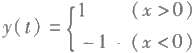 y(t) = { 1 (x > 0)
-1 · (x < 0)